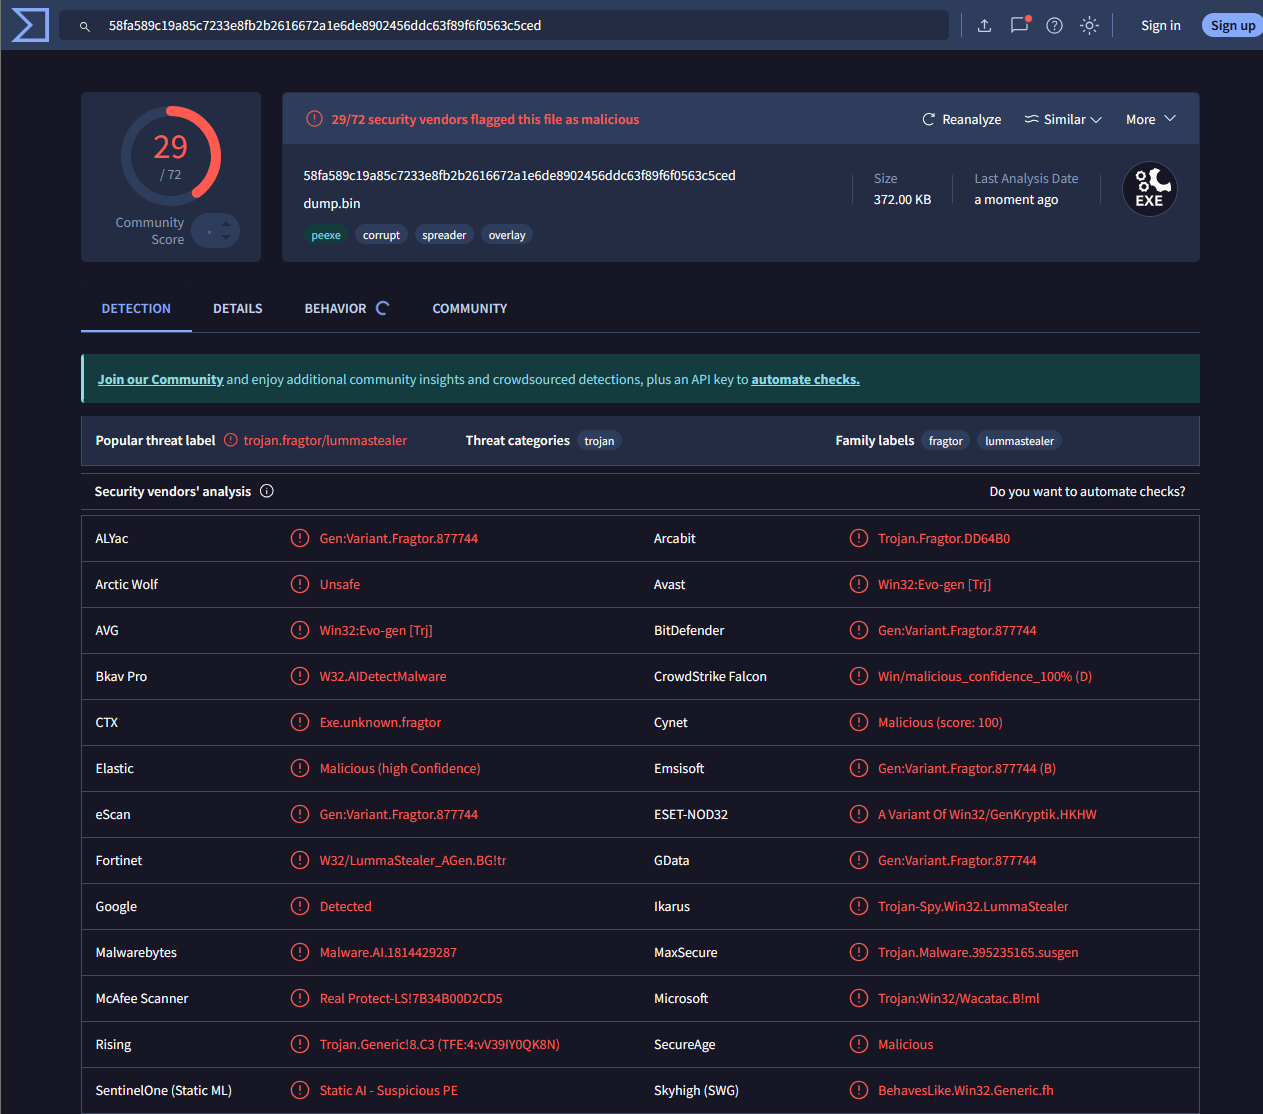 58fa589c19a85c7233e8fb2b2616672a1e6de8902456ddc63f89f6f0563c5ced
Sign in
Sign up
29
/ 72
Community
Score
29/72 security vendors flagged this file as malicious
Reanalyze
Similar
More
58fa589c19a85c7233e8fb2b2616672a1e6de8902456ddc63f89f6f0563c5ced
dump.bin
peexe corrupt spreader overlay
Size
372.00 KB
Last Analysis Date
a moment ago
EXE
DETECTION DETAILS BEHAVIOR COMMUNITY
Join our Community and enjoy additional community insights and crowdsourced detections, plus an API key to automate checks.
Popular threat label trojan.fragtor/lummastealer Threat categories trojan Family labels fragtor lummastealer
Security vendors' analysis Do you want to automate checks?
ALYac Gen:Variant.Fragtor.877744 Arcabit Trojan.Fragtor.DD64B0
Arctic Wolf Unsafe Avast Win32:Evo-gen [Trj]
AVG Win32:Evo-gen [Trj] BitDefender Gen:Variant.Fragtor.877744
Bkav Pro W32.AIDetectMalware CrowdStrike Falcon Win/malicious_confidence_100% (D)
CTX Exe.unknown.fragtor Cynet Malicious (score: 100)
Elastic Malicious (high Confidence) Emsisoft Gen:Variant.Fragtor.877744 (B)
eScan Gen:Variant.Fragtor.877744 ESET-NOD32 A Variant Of Win32/GenKryptik.HKHW
Fortinet W32/LummaStealer_AGen.BG!tr GData Gen:Variant.Fragtor.877744
Google Detected Ikarus Trojan-Spy.Win32.LummaStealer
Malwarebytes Malware.AI.1814429287 MaxSecure Trojan.Malware.395235165.susgen
McAfee Scanner Real Protect-LS!7B34B00D2CD5 Microsoft Trojan:Win32/Wacatac.B!ml
Rising Trojan.Generic!8.C3 (TFE:4:vV39IY0QK8N) SecureAge Malicious
SentinelOne (Static ML) Static AI - Suspicious PE Skyhigh (SWG) BehavesLike.Win32.Generic.fh